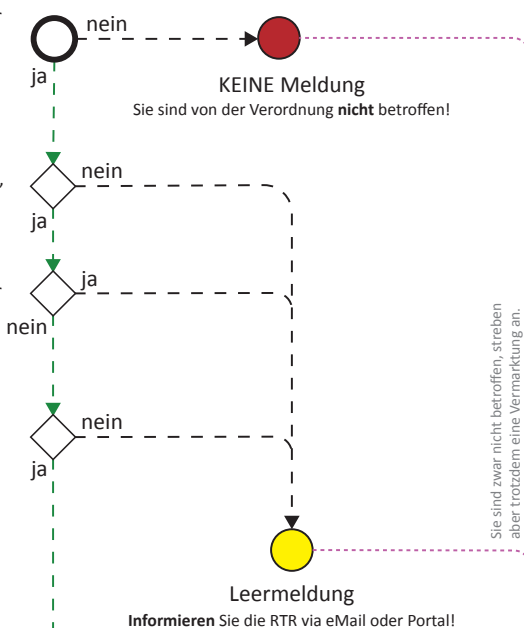 nein
ja
KEINE Meldung
Sie sind von der Verordnung nicht betroffen!
nein
ja
ja
nein
nein
ja
Sie sind zwar nicht betroffen, streben
aber trotzdem eine Vermarktung an.
Leermeldung
Informieren Sie die RTR via eMail oder Portal!